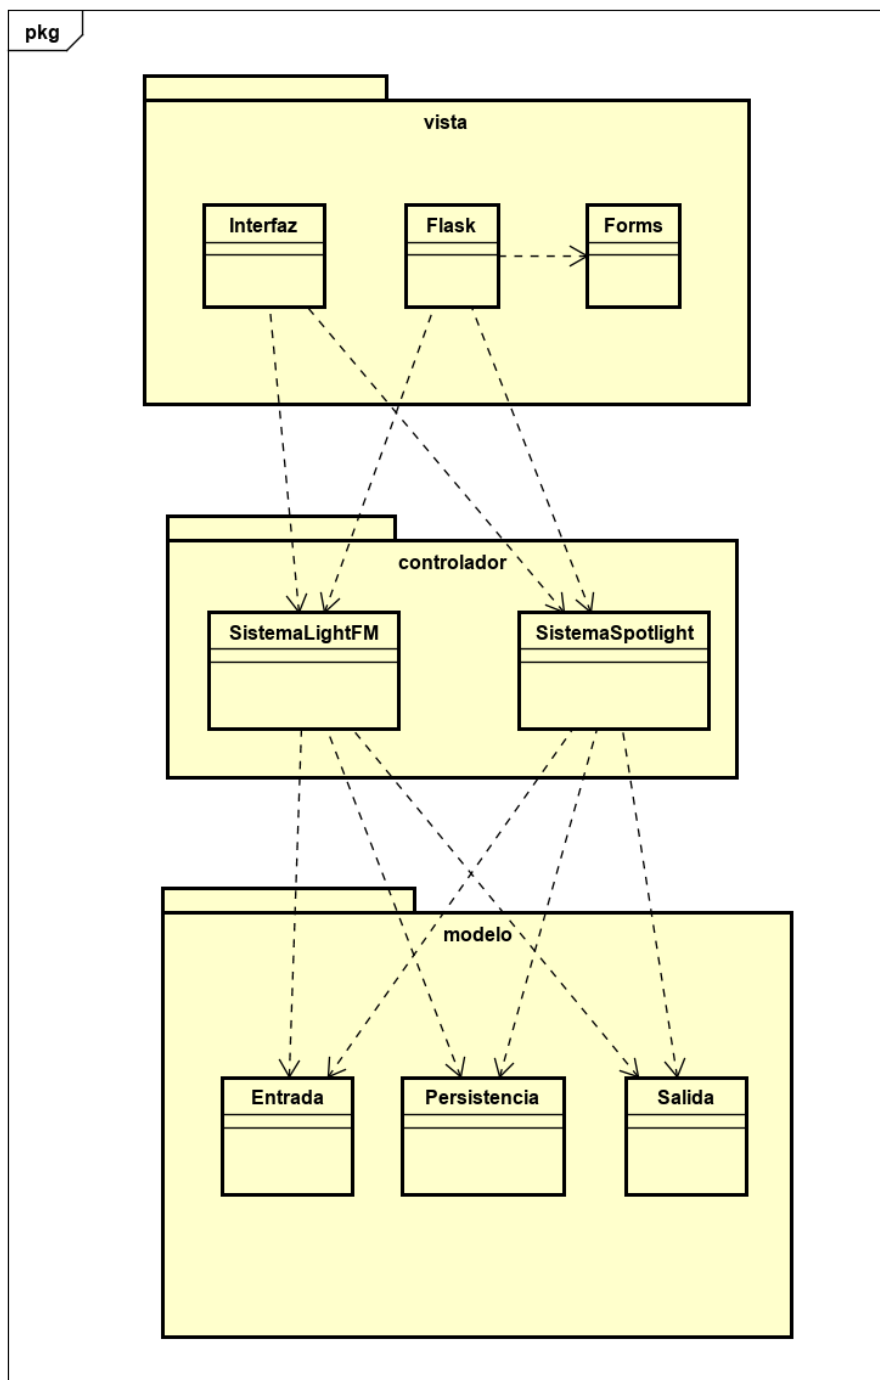 pkg
vista
Interfaz
Flask
Forms
controlador
SistemaLightFM
SistemaSpotlight
modelo
Entrada
Persistencia
Salida